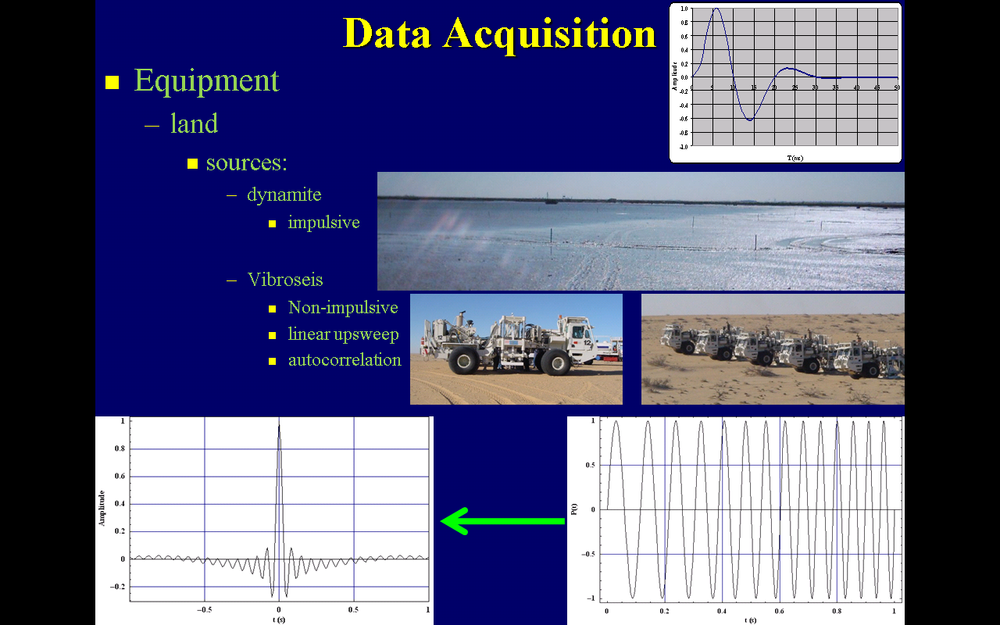 Data Acquisition
Equipment
– land
sources:
– dynamite
impulsive
– Vibroseis
Non-impulsive
linear upsweep
autocorrelation
1.0
0.8
0.6
0.4
0.2
0.0
-0.2
-0.4
-0.6
-0.8
-1.0
Amplitude
0 5 10 15 20 25 30 35 40 45 50
T(ms)
12
12
1
0.8
0.6
0.4
0.2
0
−0.2
Amplitude
−0.5 0 0.5 1
t (s)
1
0.5
0
−0.5
−1
P(t)
0 0.2 0.4 0.6 0.8 1
t (s)